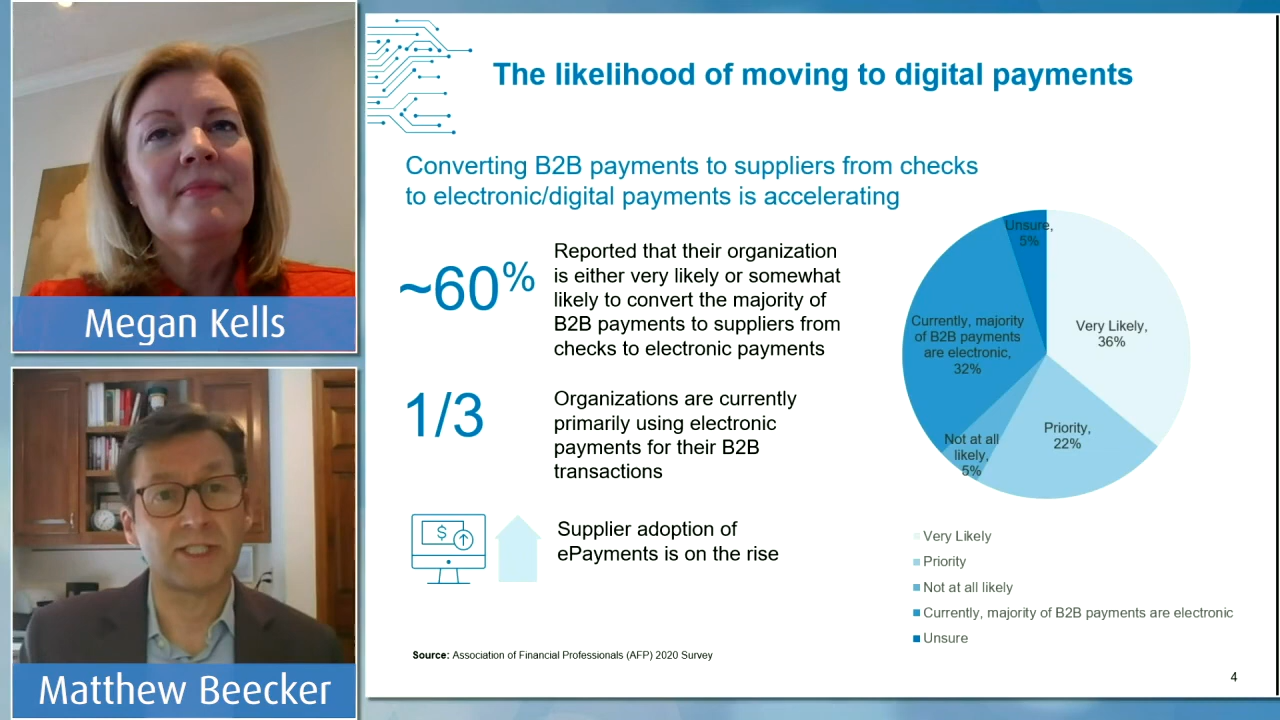 Megan Kells
Matthew Beecker
The likelihood of moving to digital payments
Converting B2B payments to suppliers from checks
to electronic/digital payments is accelerating
~60%
Reported that their organization
is either very likely or somewhat
likely to convert the majority of
B2B payments to suppliers from
checks to electronic payments
1/3
Organizations are currently
primarily using electronic
payments for their B2B
transactions
$
Supplier adoption of
ePayments is on the rise
Unsure,
5%
Very Likely,
36%
Currently, majority
of B2B payments
are electronic,
32%
Priority,
22%
Not at all
likely,
5%
Very Likely
Priority
Not at all likely
Currently, majority of B2B payments are electronic
Unsure
Source: Association of Financial Professionals (AFP) 2020 Survey
4